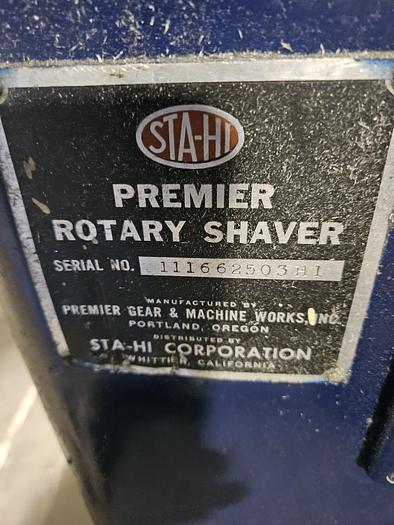 STA-HI
PREMIER
ROTARY SHAVER
SERIAL NO. 111662503HI
MANUFACTURED BY
PREMIER GEAR & MACHINE WORKS, INC.
PORTLAND, OREGON
DISTRIBUTED BY
STA-HI CORPORATION
WHITTIER, CALIFORNIA